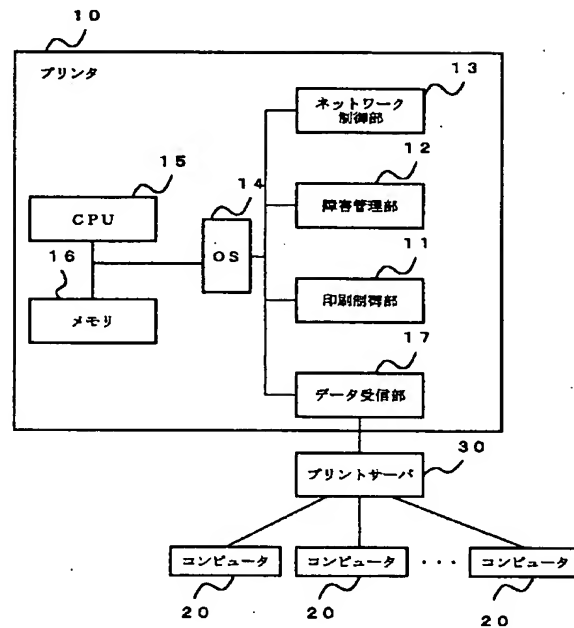 10
プリンタ
13
ネットワーク
制御部
15
CPU
14
OS
12
障害管理部
16
メモリ
11
印刷制御部
17
データ受信部
30
プリントサーバ
コンピュータ
コンピュータ
・・・
コンピュータ
20
20
20